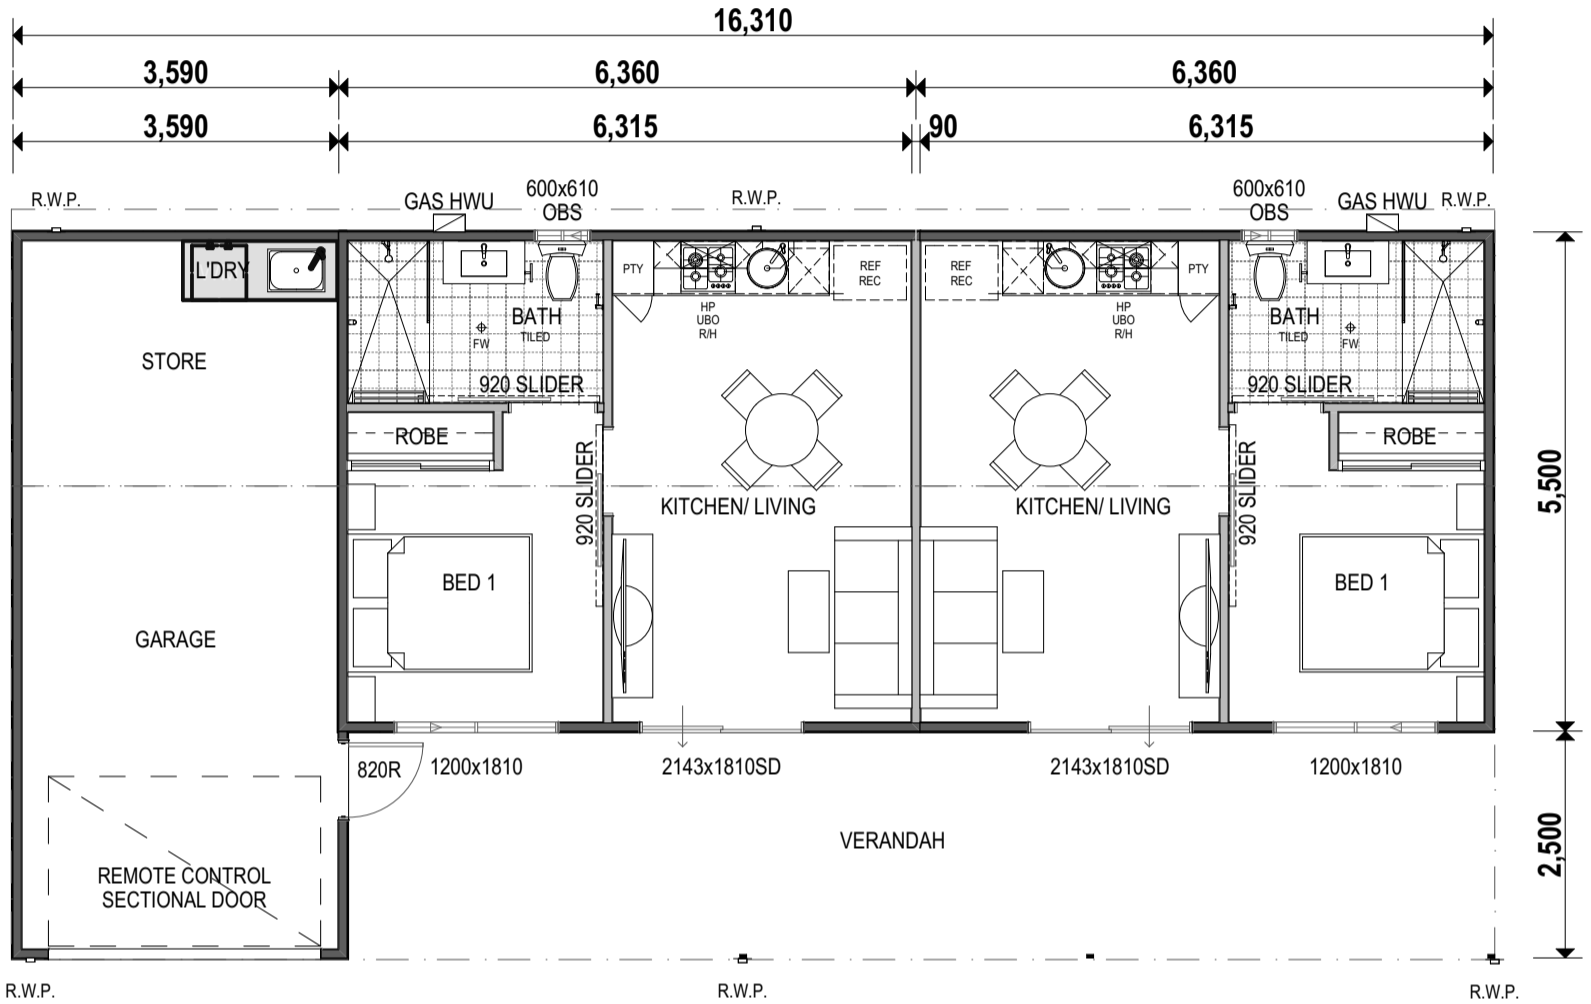 16,310
3,590
6,360
6,360
3,590
6,315
90
6,315
R.W.P.
GAS HWU
600x610
OBS
R.W.P.
600x610
OBS
GAS HWU
R.W.P.
L'DRY
PTY
REF
REC
REF
REC
PTY
HP
UBO
R/H
HP
UBO
R/H
BATH
TILED
FW
BATH
TILED
FW
STORE
920 SLIDER
920 SLIDER
ROBE
ROBE
920 SLIDER
920 SLIDER
KITCHEN/ LIVING
KITCHEN/ LIVING
5,500
BED 1
BED 1
GARAGE
820R
1200x1810
2143x1810SD
2143x1810SD
1200x1810
VERANDAH
2,500
REMOTE CONTROL
SECTIONAL DOOR
R.W.P.
R.W.P.
R.W.P.